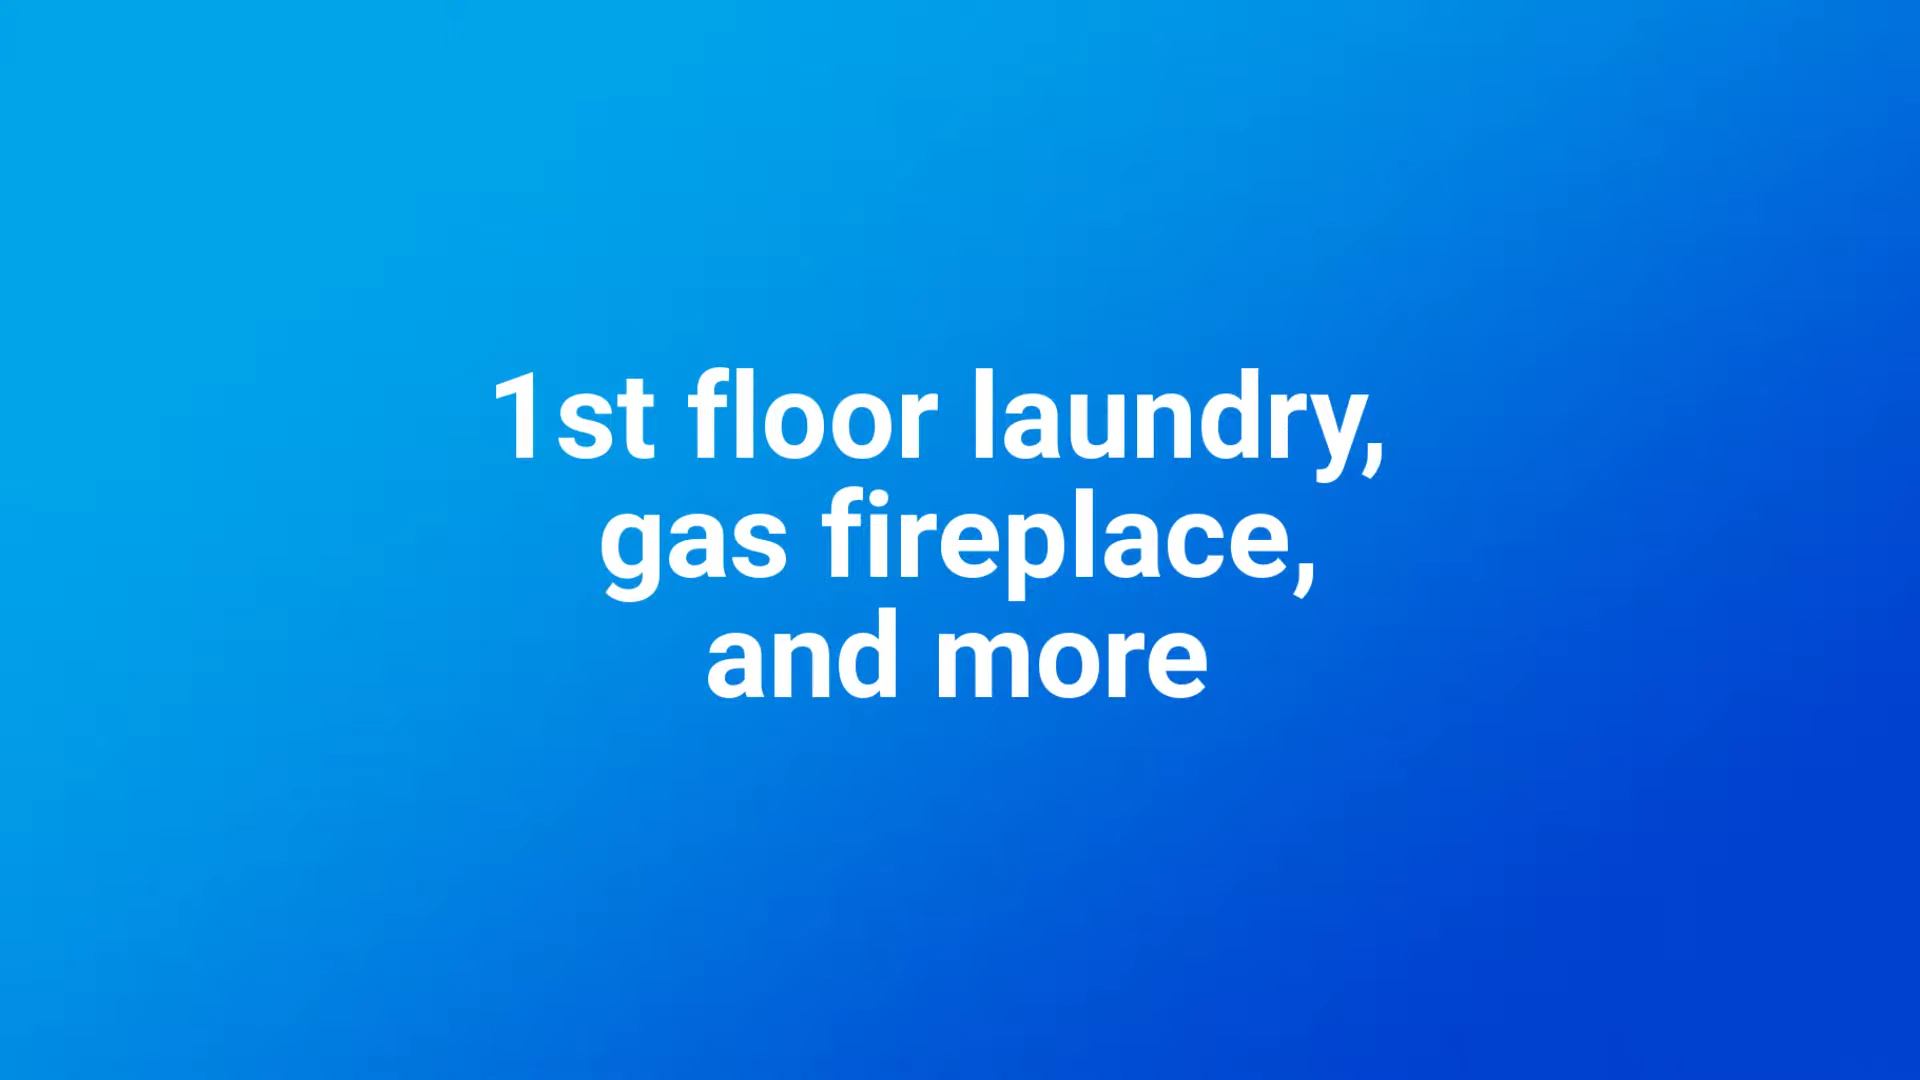 1st floor laundry,
gas fireplace,
and more